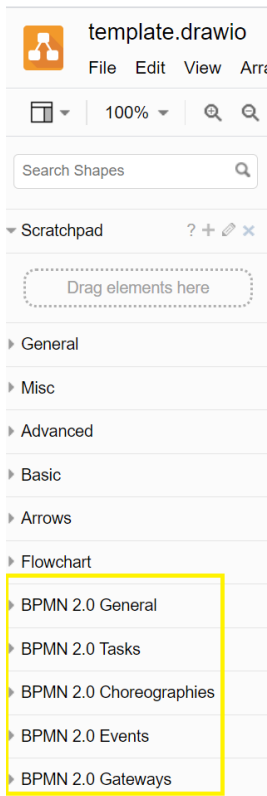 template.drawio
File Edit View Arra
100%
Search Shapes
Scratchpad ?
Drag elements here
General
Misc
Advanced
Basic
Arrows
Flowchart
BPMN 2.0 General
BPMN 2.0 Tasks
BPMN 2.0 Choreographies
BPMN 2.0 Events
BPMN 2.0 Gateways